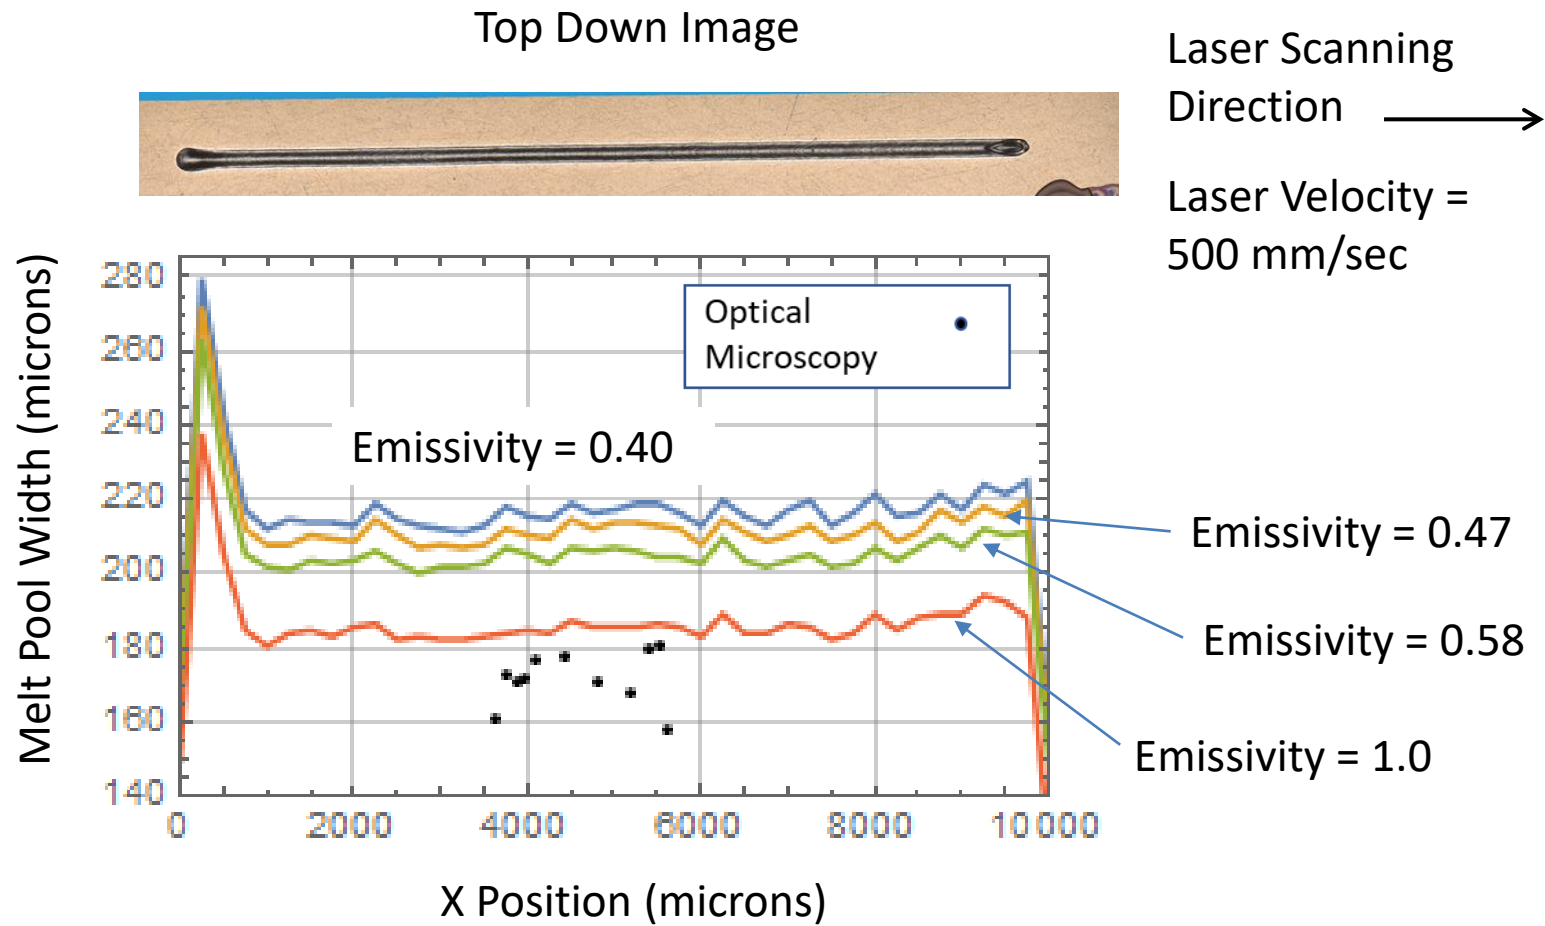 Top Down Image
Laser Scanning
Direction
Laser Velocity =
500 mm/sec
Melt Pool Width (microns)
280
260
240
220
200
180
160
140
Optical
Microscopy
Emissivity = 0.40
Emissivity = 0.47
Emissivity = 0.58
Emissivity = 1.0
0
2000
4000
6000
8000
10000
X Position (microns)